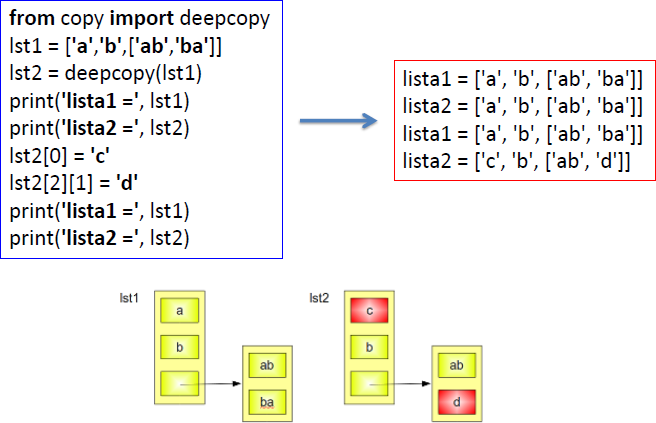 from copy import deepcopy
lst1 = ['a','b',['ab','ba']]
lst2 = deepcopy(lst1)
print('lista1 =', lst1)
print('lista2 =', lst2)
lst2[0] = 'c'
lst2[2][1] = 'd'
print('lista1 =', lst1)
print('lista2 =', lst2)
lista1 = ['a', 'b', ['ab', 'ba']]
lista2 = ['a', 'b', ['ab', 'ba']]
lista1 = ['a', 'b', ['ab', 'ba']]
lista2 = ['c', 'b', ['ab', 'd']]
lst1
a
b
ab
ba
lst2
c
b
ab
d